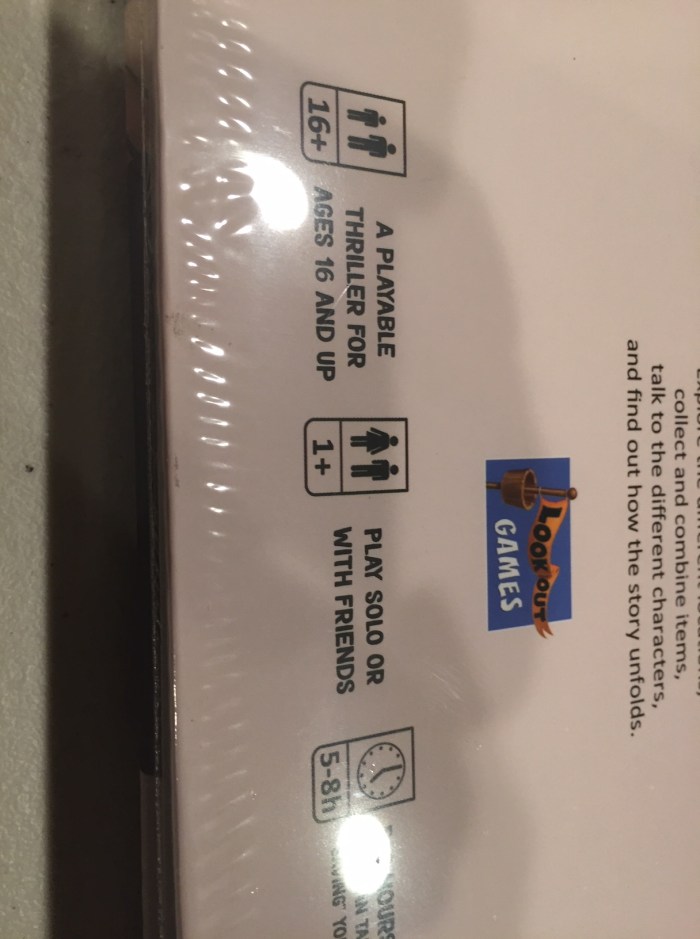 collect and combine items,
talk to the different characters,
and find out how the story unfolds.
LOOKOUT
GAMES
16+
A PLAYABLE
THRILLER FOR
AGES 16 AND UP
1+
PLAY SOLO OR
WITH FRIENDS
5-8h